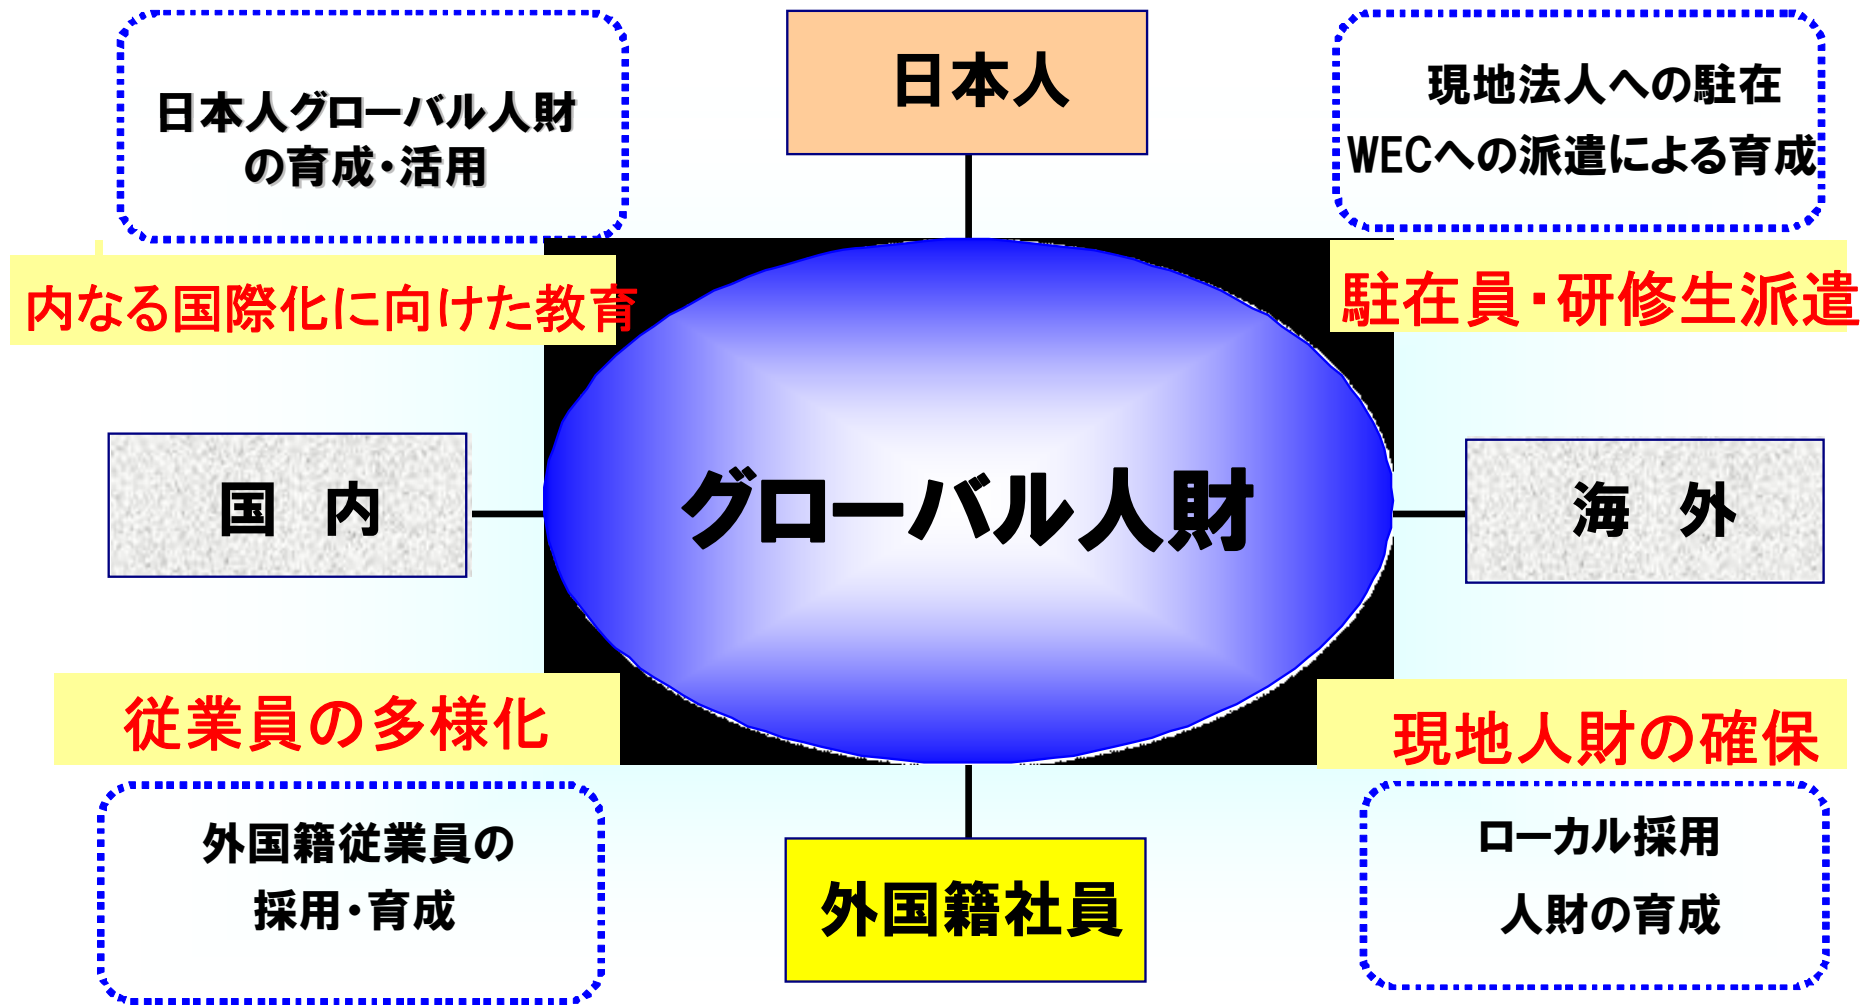 日本人
日本人グローバル人財
の育成・活用
現地法人への駐在
WECへの派遣による育成
内なる国際化に向けた教育
駐在員・研修生派遣
国　内
グローバル人財
海　外
従業員の多様化
現地人財の確保
外国籍従業員の
採用・育成
外国籍社員
ローカル採用
人財の育成